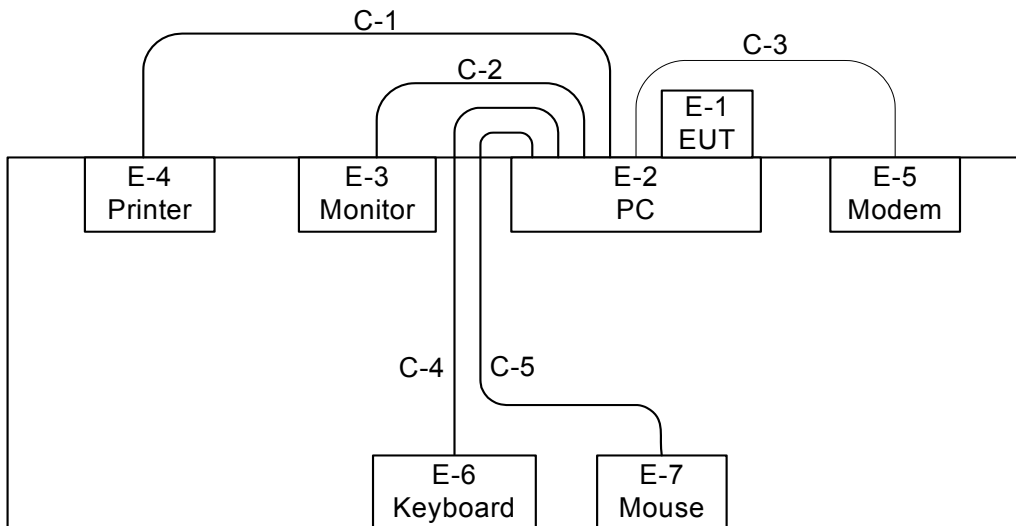 C-1
C-3
C-2
E-1
EUT
E-4
Printer
E-3
Monitor
E-2
PC
E-5
Modem
C-4
C-5
E-6
Keyboard
E-7
Mouse